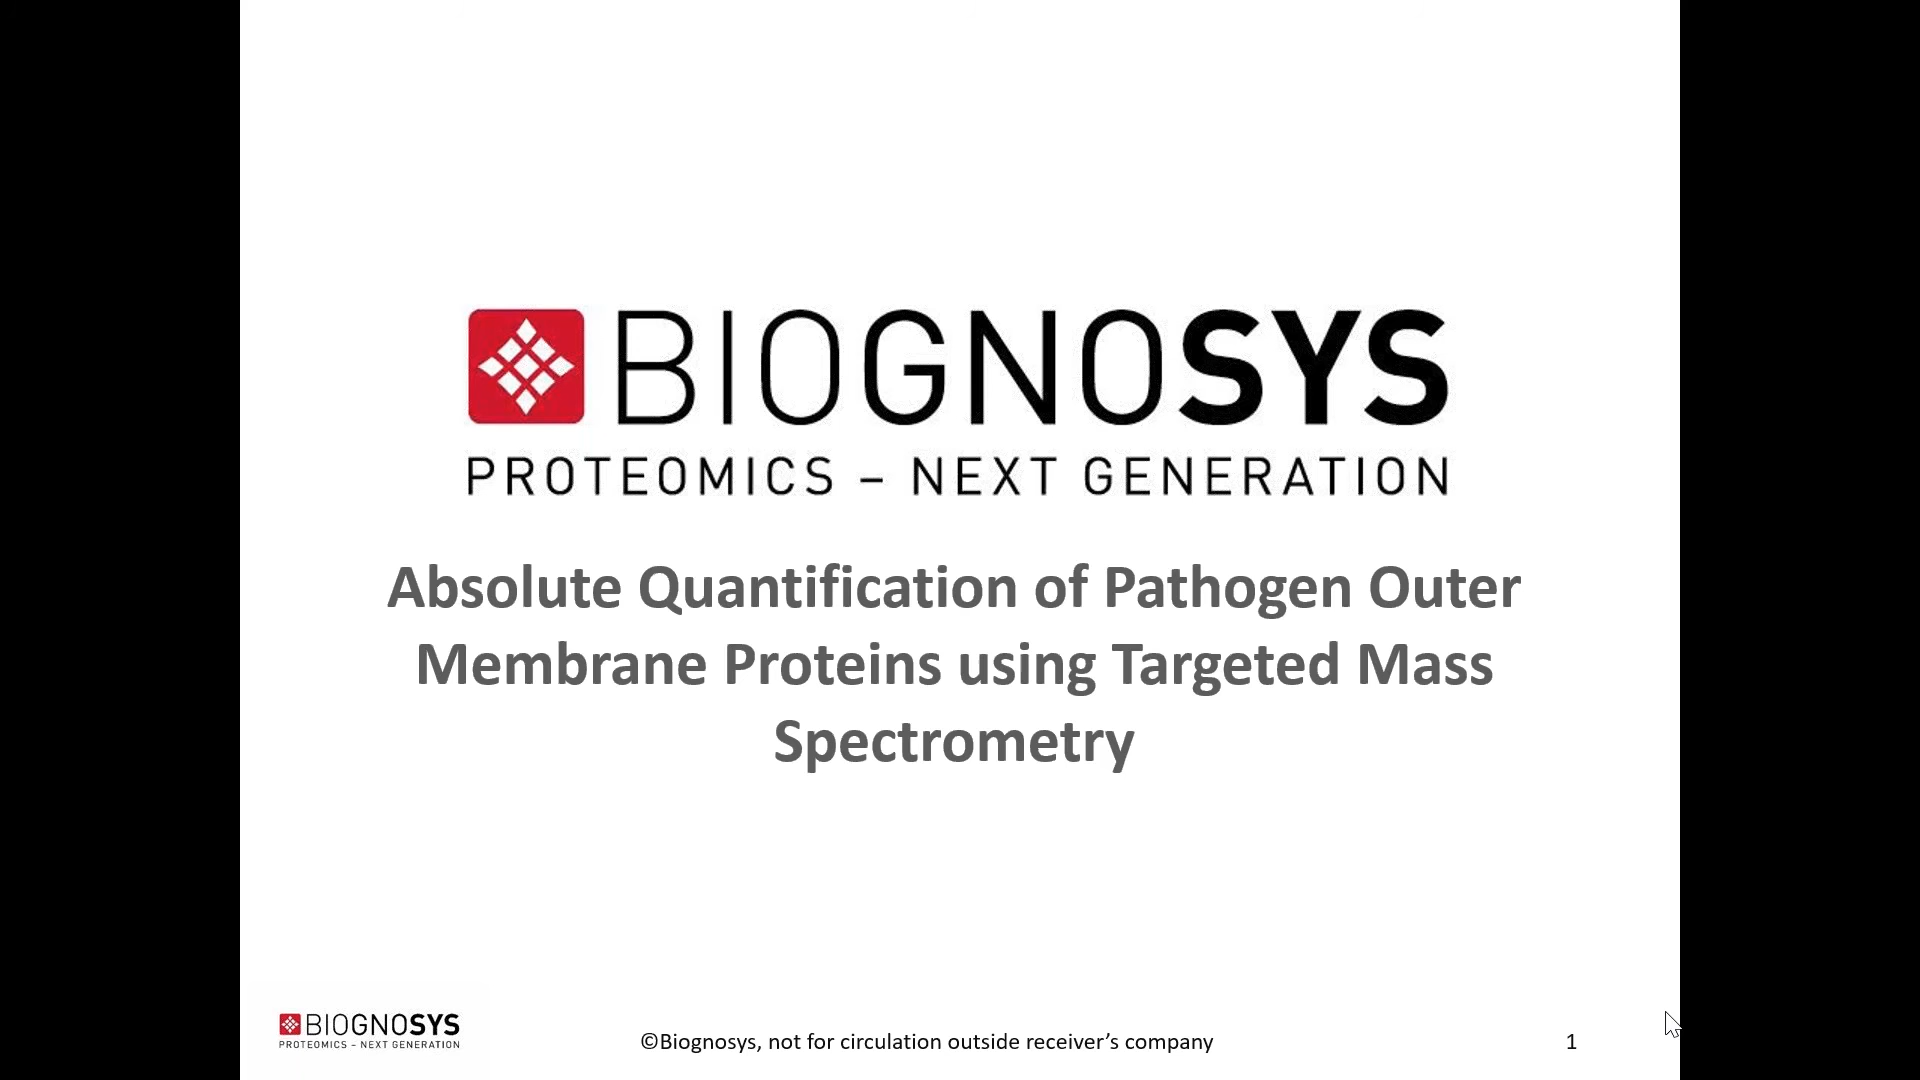 BIOGNOSYS
PROTEOMICS – NEXT GENERATION
Absolute Quantification of Pathogen Outer
Membrane Proteins using Targeted Mass
Spectrometry
BIOGNOSYS
PROTEOMICS – NEXT GENERATION
©Biognosys, not for circulation outside receiver’s company
1